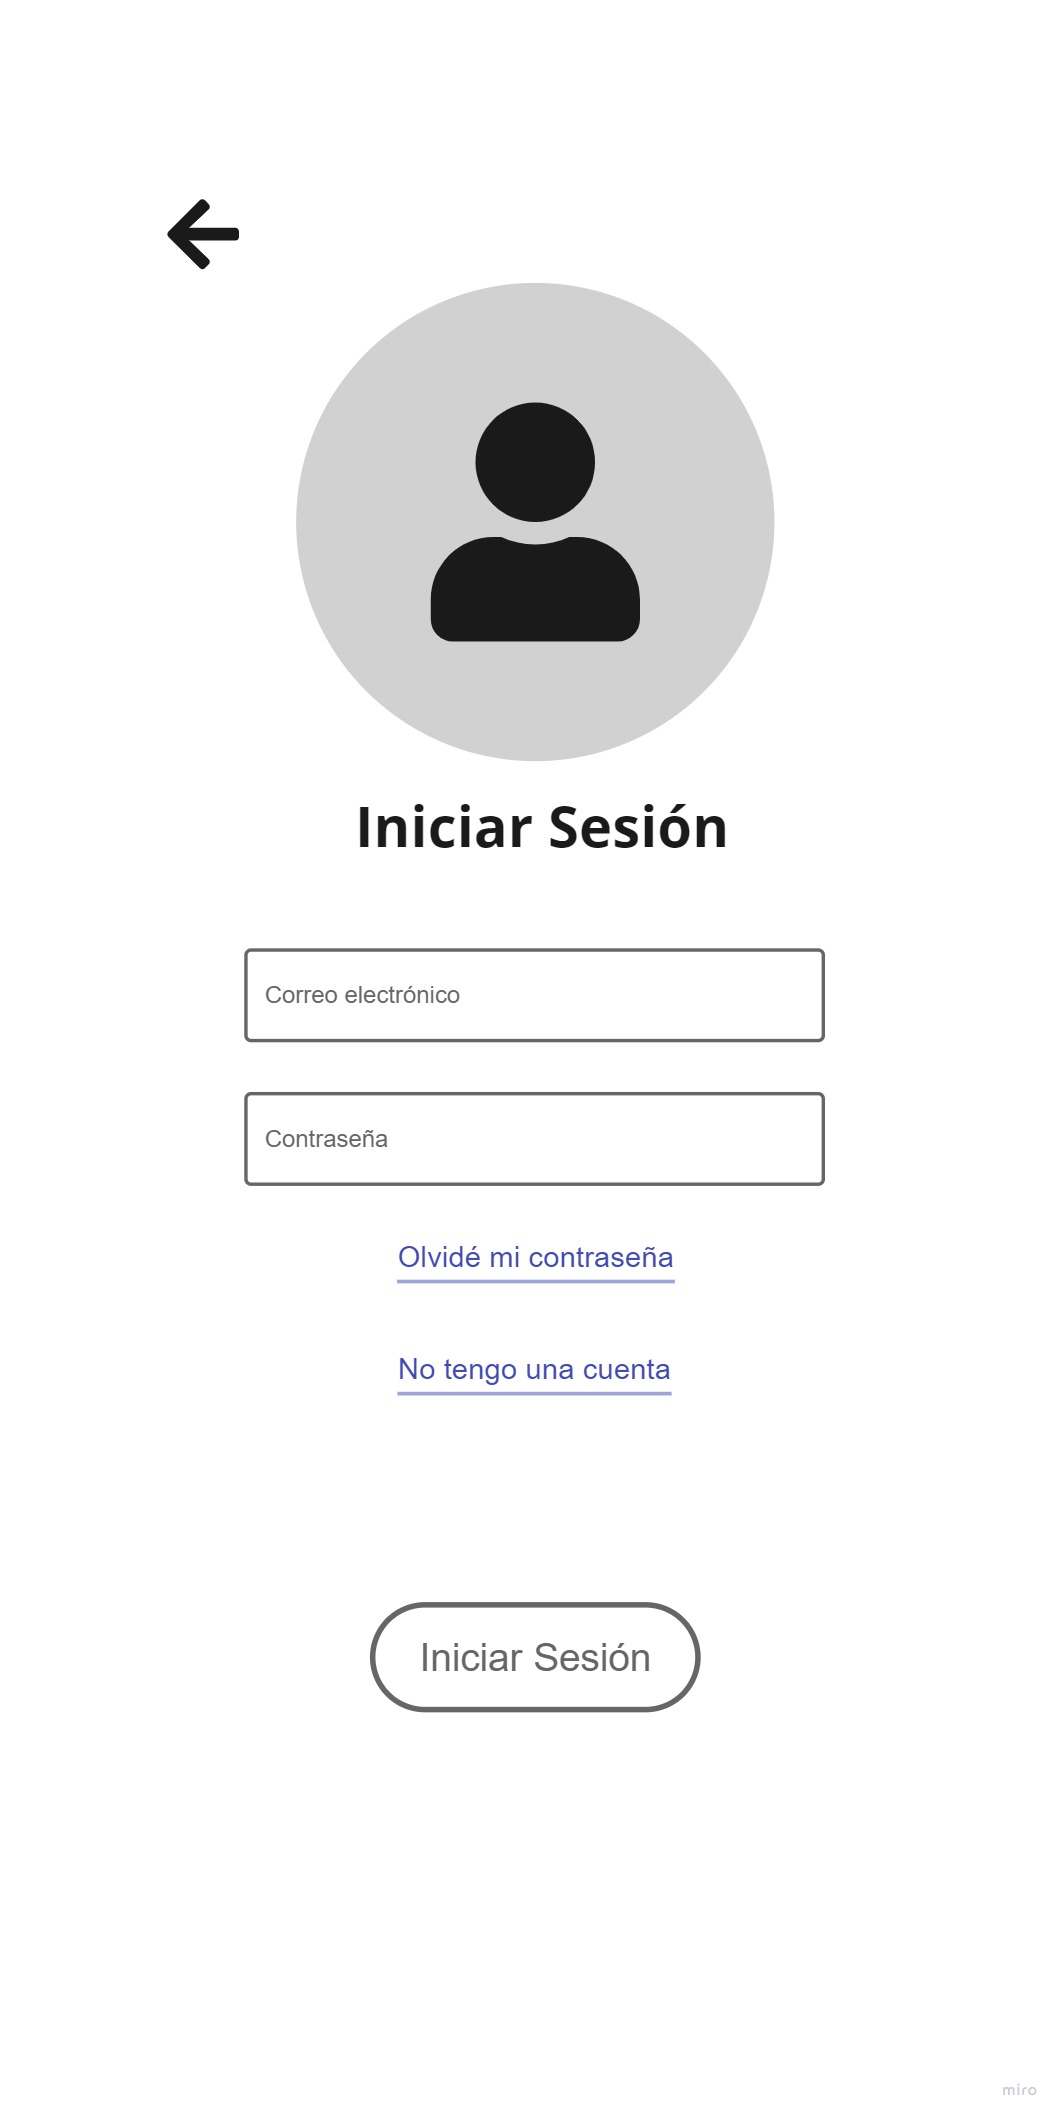 Iniciar Sesión
Correo electrónico
Contraseña
Olvidé mi contraseña
No tengo una cuenta
Iniciar Sesión
miro